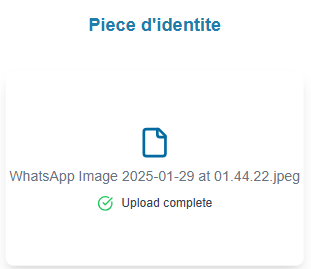 Piece d'identite
WhatsApp Image 2025-01-29 at 01.44.22.jpeg
Upload complete